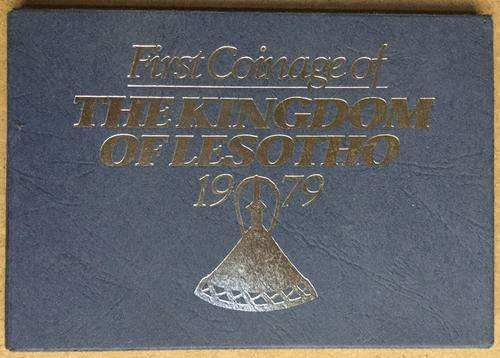 First Coinage of
THE KINGDOM
OF LESOTHO
1979